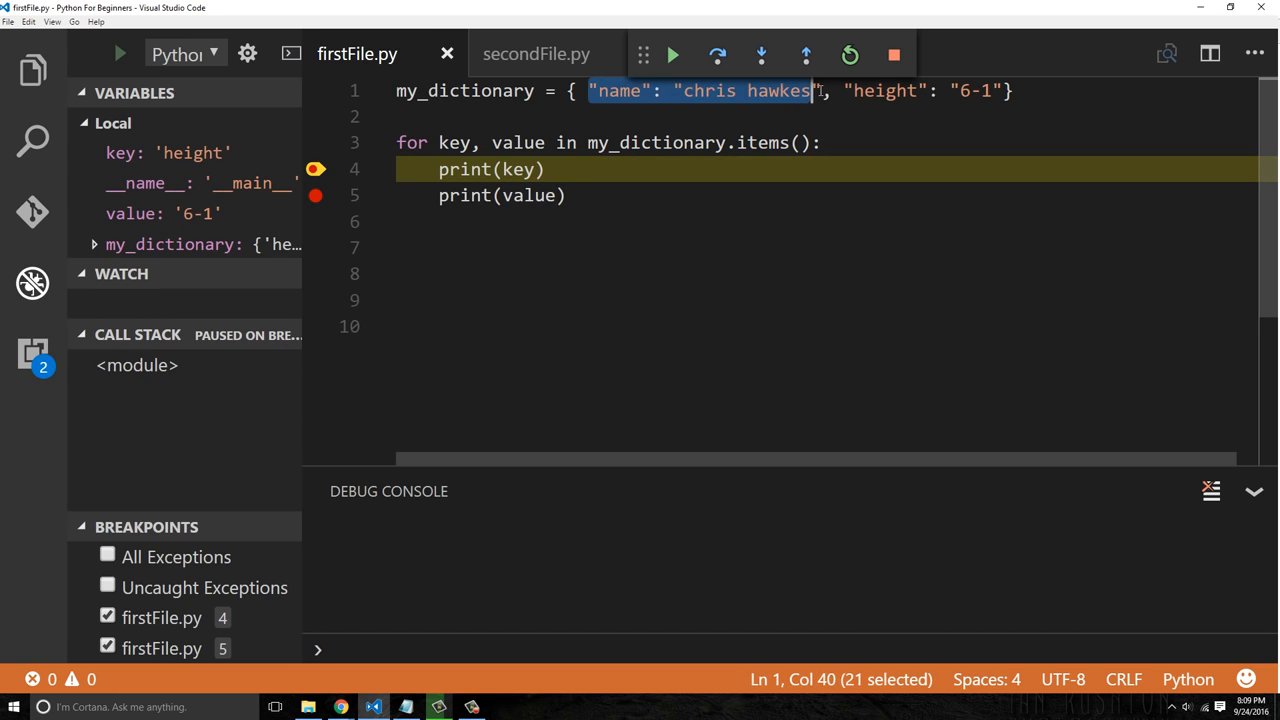 firstFile.py - Python For Beginners - Visual Studio Code
File Edit View Go Help
Python
firstFile.py
secondFile.py
VARIABLES
Local
key: 'height'
__name__: '__main__'
value: '6-1'
my_dictionary: {'he...
WATCH
CALL STACK PAUSED ON BRE...
<module>
BREAKPOINTS
All Exceptions
Uncaught Exceptions
firstFile.py 4
firstFile.py 5
2
1 my_dictionary = { "name": "chris hawkes", "height": "6-1"}
2
3 for key, value in my_dictionary.items():
4 print(key)
5 print(value)
6
7
8
9
10
DEBUG CONSOLE
0 0
Ln 1, Col 40 (21 selected) Spaces: 4 UTF-8 CRLF Python
I'm Cortana. Ask me anything.
8:09 PM
9/24/2016